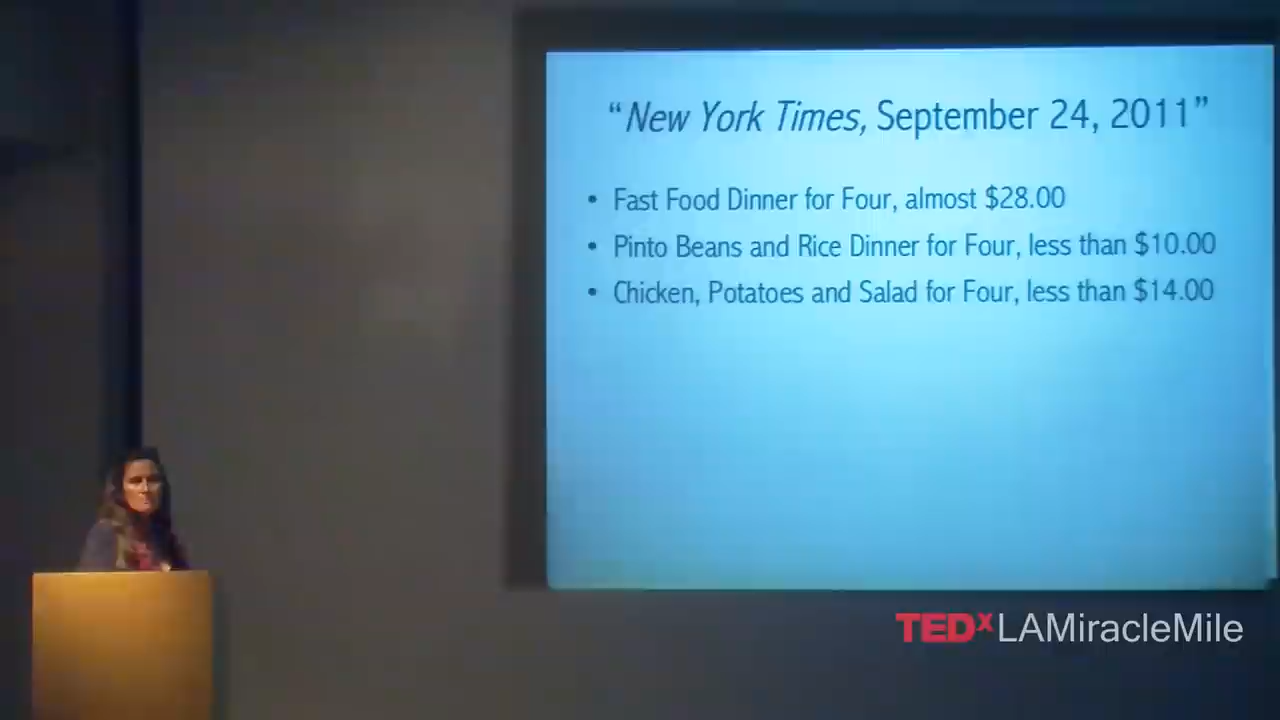 “New York Times, September 24, 2011”
• Fast Food Dinner for Four, almost $28.00
• Pinto Beans and Rice Dinner for Four, less than $10.00
• Chicken, Potatoes and Salad for Four, less than $14.00
TEDxLAMiracleMile